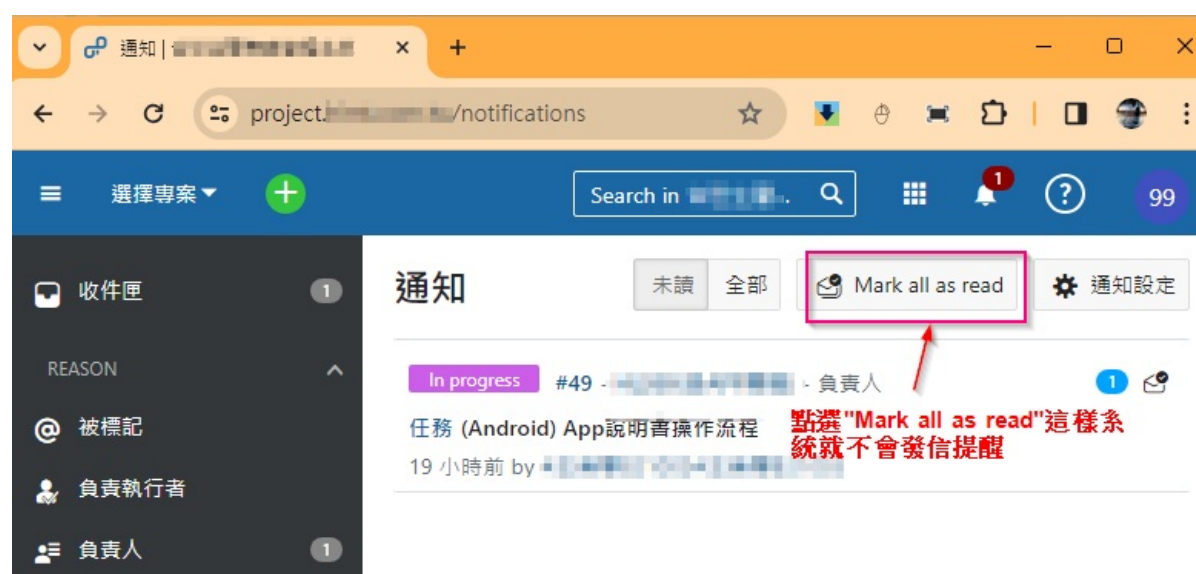 通知 |
project. /notifications
選擇專案
Search in .
1
?
99
收件匣 1
通知
未讀 全部 Mark all as read 通知設定
REASON
In progress #49 - - 負責人 1
被標記
任務 (Android) App說明書操作流程
點選"Mark all as read"這樣系
統就不會發信提醒
19 小時前 by
負責執行者
負責人 1